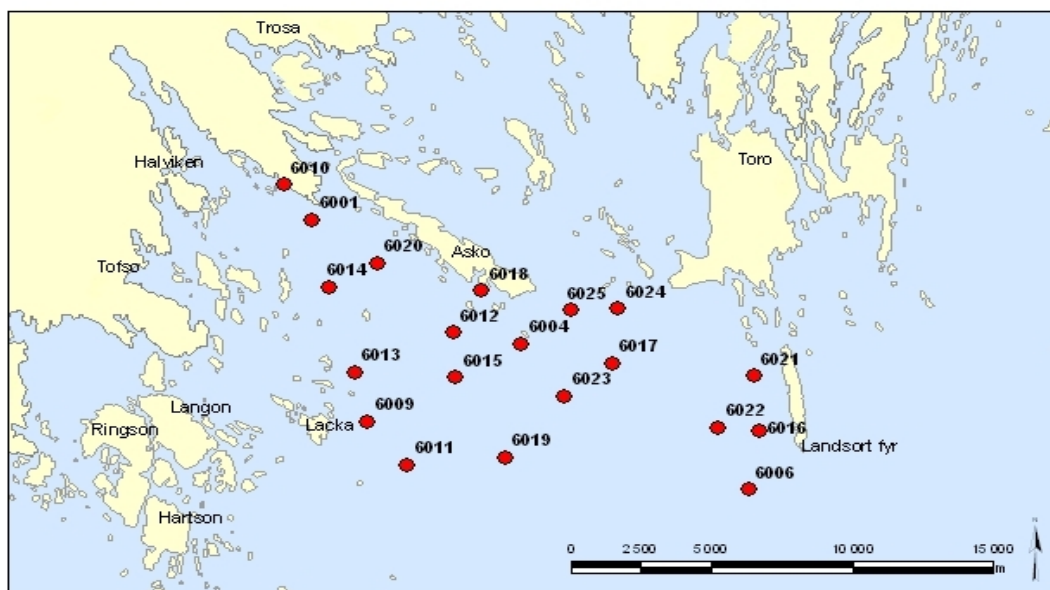 Trosa
Halviken
Toro
6010
6001
6020
Asko
Tofso
6014
6018
6025
6024
6012
6004
6017
6013
6015
6021
6023
Langon
6009
6022
Ringson
Lacka
6016
6011
6019
Landsort fyr
6006
Hartson
0 2 500 5 000 10 000 15 000
m
N